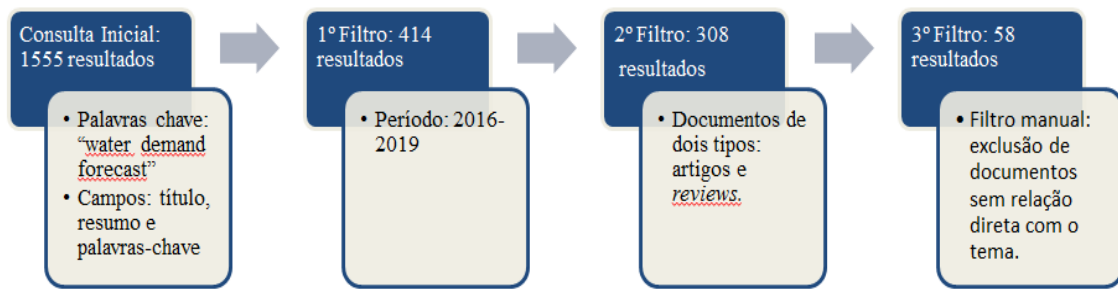 Consulta Inicial:
1555 resultados
• Palavras chave:
“water demand
forecast”
• Campos: título,
resumo e
palavras-chave
1º Filtro: 414
resultados
• Período: 2016-
2019
2º Filtro: 308
resultados
• Documentos de
dois tipos:
artigos e
reviews.
3º Filtro: 58
resultados
• Filtro manual:
exclusão de
documentos
sem relação
direta com o
tema.